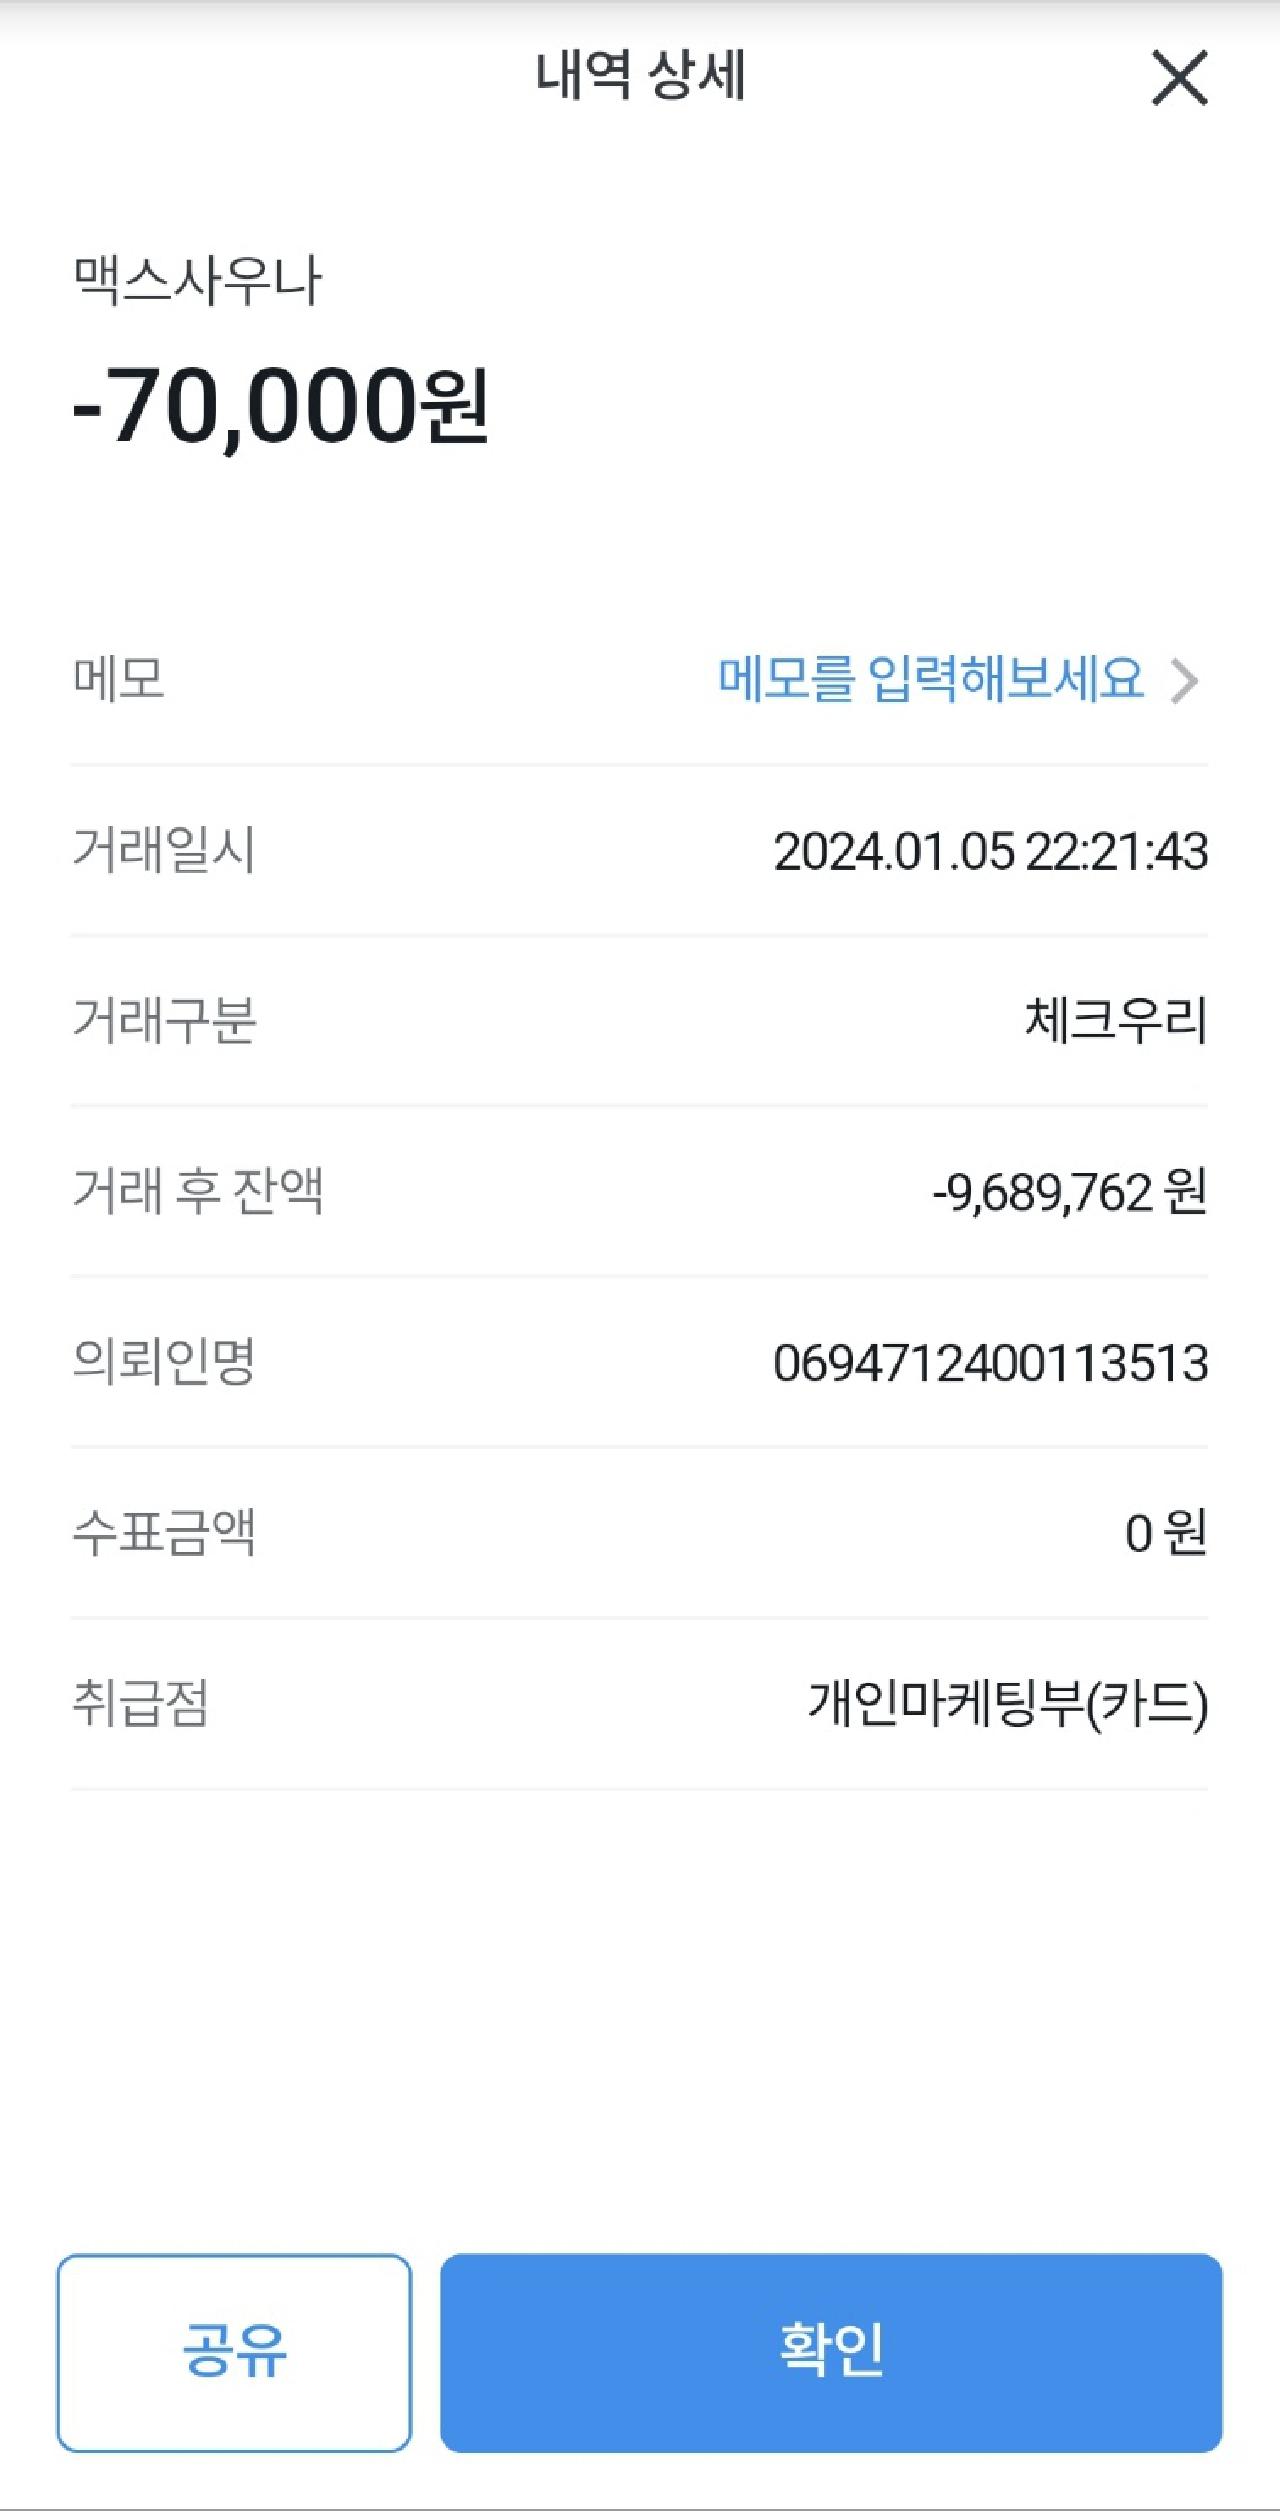 내역 상세
맥스사우나
-70,000원
메모 메모를 입력해보세요
거래일시 2024.01.05 22:21:43
거래구분 체크우리
거래 후 잔액 -9,689,762 원
의뢰인명 0694712400113513
수표금액 0 원
취급점 개인마케팅부(카드)
공유 확인